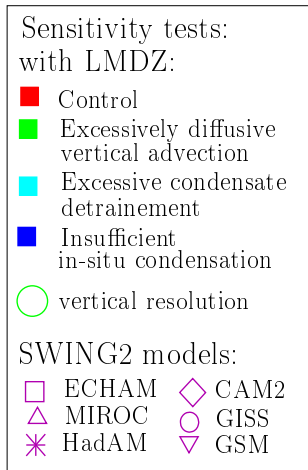 Sensitivity tests:
with LMDZ:
Control
Excessively diffusive
vertical advection
Excessive condensate
detrainement
Insufficient
in-situ condensation
vertical resolution
SWING2 models:
ECHAM CAM2
MIROC GISS
HadAM GSM